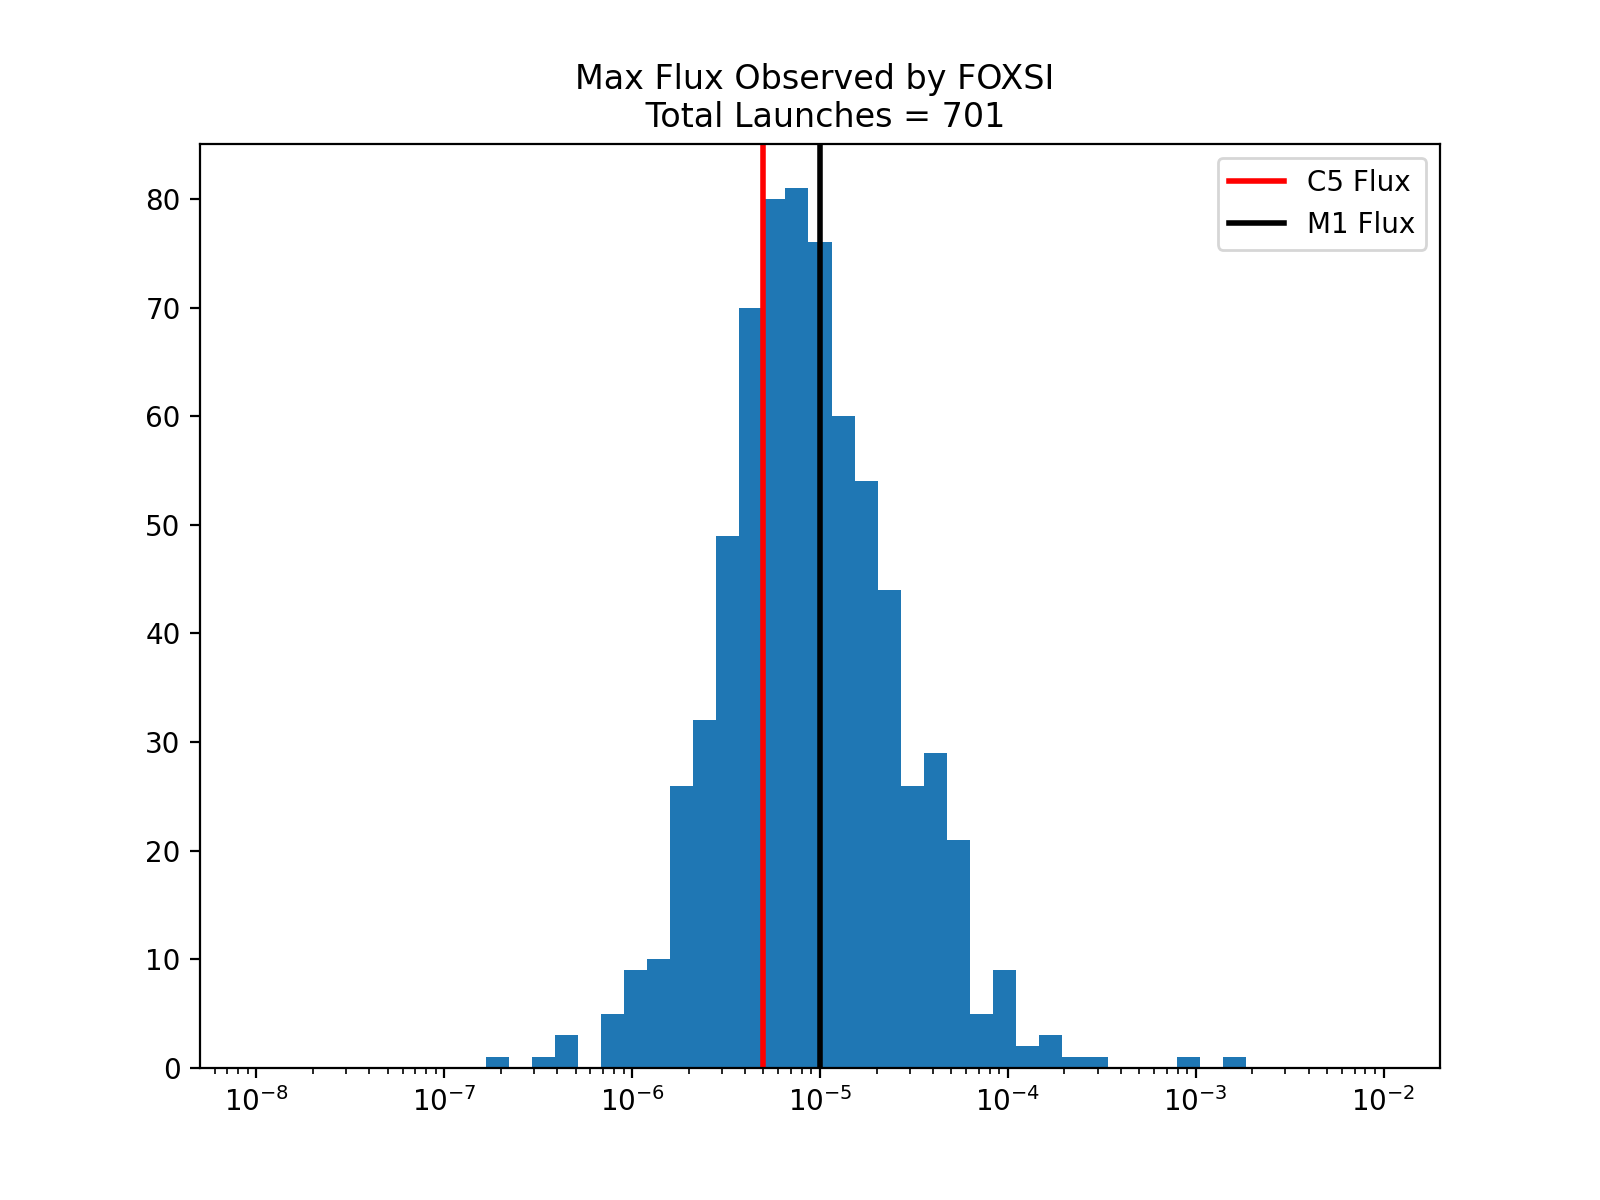 Max Flux Observed by FOXSI
Total Launches = 701
C5 Flux
M1 Flux
80
70
60
50
40
30
20
10
0
10⁻⁸ 10⁻⁷ 10⁻⁶ 10⁻⁵ 10⁻⁴ 10⁻³ 10⁻²